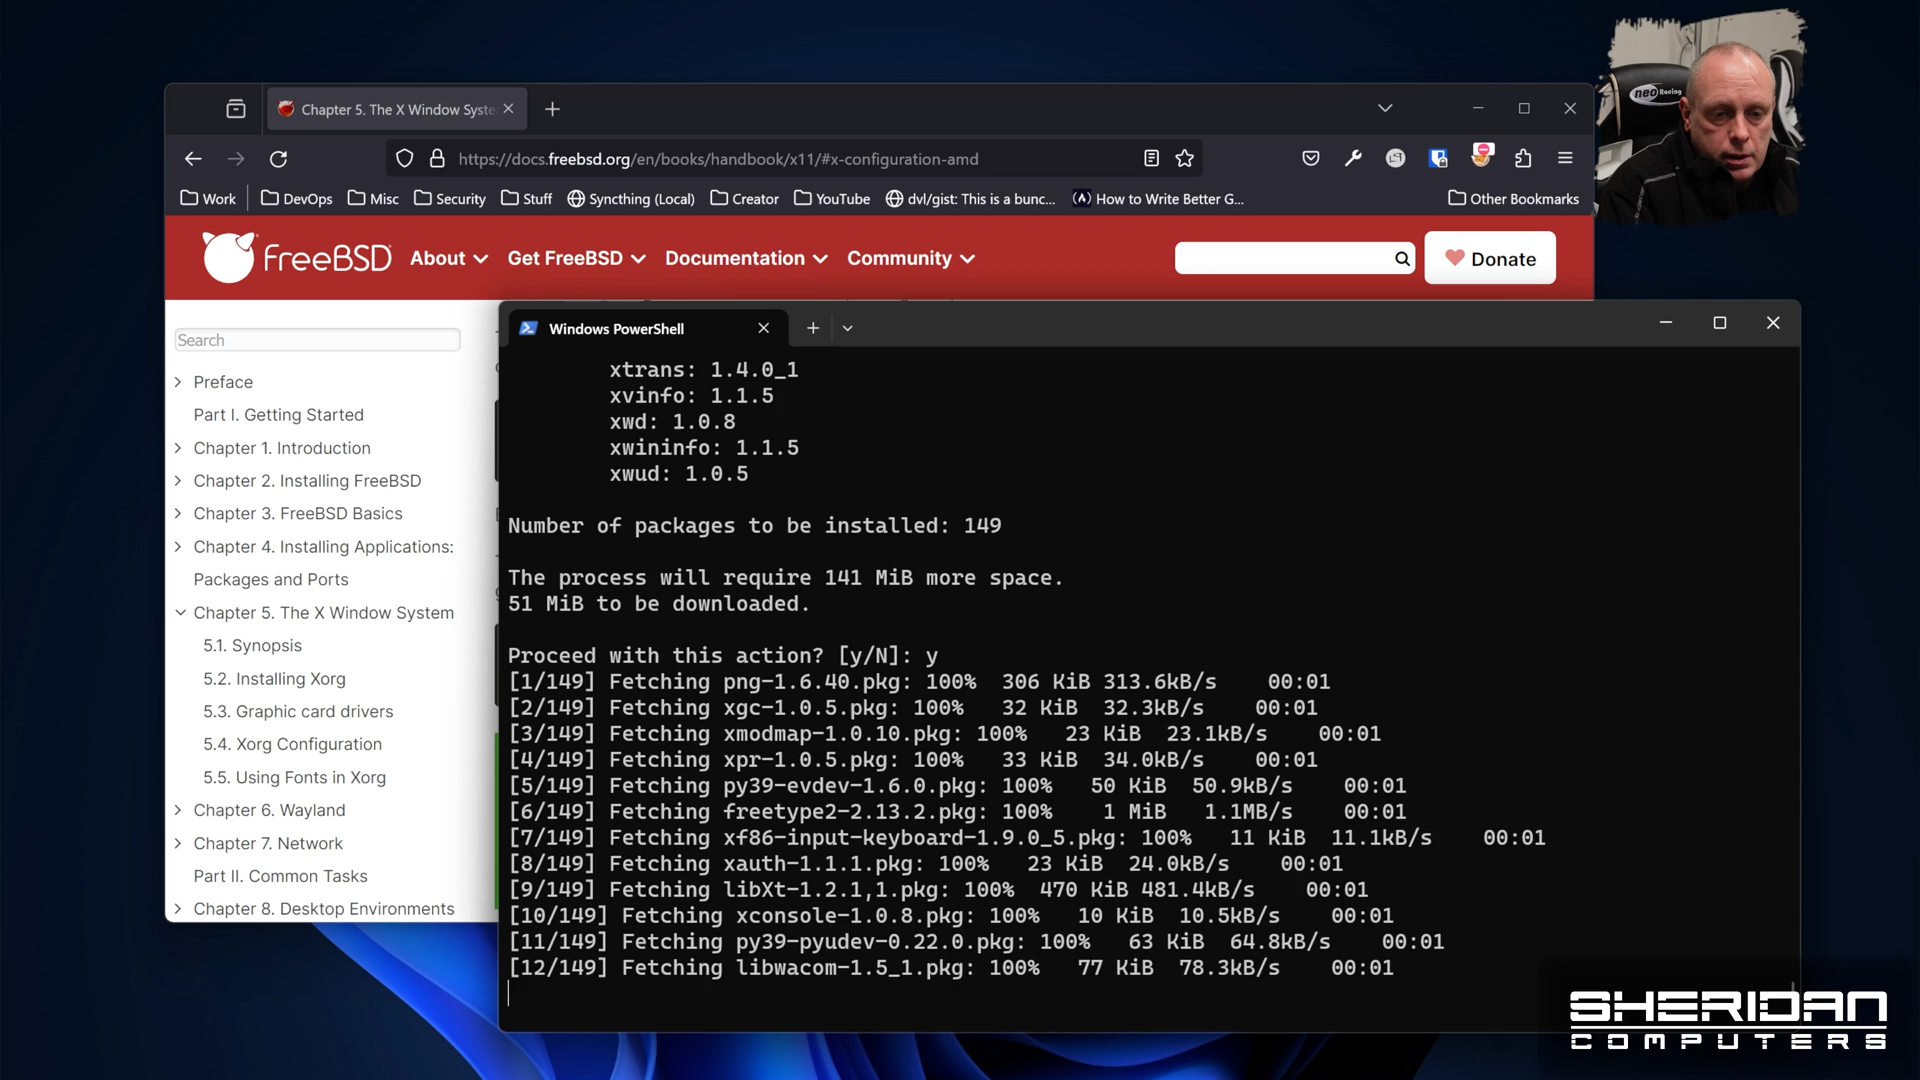 neo Racing
Chapter 5. The X Window Syste
https://docs.freebsd.org/en/books/handbook/x11/#x-configuration-amd
Work DevOps Misc Security Stuff Syncthing (Local) Creator YouTube dvl/gist: This is a bunc... How to Write Better G... Other Bookmarks
FreeBSD About Get FreeBSD Documentation Community Donate
Search
Preface
Part I. Getting Started
Chapter 1. Introduction
Chapter 2. Installing FreeBSD
Chapter 3. FreeBSD Basics
Chapter 4. Installing Applications:
Packages and Ports
Chapter 5. The X Window System
5.1. Synopsis
5.2. Installing Xorg
5.3. Graphic card drivers
5.4. Xorg Configuration
5.5. Using Fonts in Xorg
Chapter 6. Wayland
Chapter 7. Network
Part II. Common Tasks
Chapter 8. Desktop Environments
Windows PowerShell
xtrans: 1.4.0_1
xvinfo: 1.1.5
xwd: 1.0.8
xwininfo: 1.1.5
xwud: 1.0.5
Number of packages to be installed: 149
The process will require 141 MiB more space.
51 MiB to be downloaded.
Proceed with this action? [y/N]: y
[1/149] Fetching png-1.6.40.pkg: 100% 306 KiB 313.6kB/s 00:01
[2/149] Fetching xgc-1.0.5.pkg: 100% 32 KiB 32.3kB/s 00:01
[3/149] Fetching xmodmap-1.0.10.pkg: 100% 23 KiB 23.1kB/s 00:01
[4/149] Fetching xpr-1.0.5.pkg: 100% 33 KiB 34.0kB/s 00:01
[5/149] Fetching py39-evdev-1.6.0.pkg: 100% 50 KiB 50.9kB/s 00:01
[6/149] Fetching freetype2-2.13.2.pkg: 100% 1 MiB 1.1MB/s 00:01
[7/149] Fetching xf86-input-keyboard-1.9.0_5.pkg: 100% 11 KiB 11.1kB/s 00:01
[8/149] Fetching xauth-1.1.1.pkg: 100% 23 KiB 24.0kB/s 00:01
[9/149] Fetching libXt-1.2.1,1.pkg: 100% 470 KiB 481.4kB/s 00:01
[10/149] Fetching xconsole-1.0.8.pkg: 100% 10 KiB 10.5kB/s 00:01
[11/149] Fetching py39-pyudev-0.22.0.pkg: 100% 63 KiB 64.8kB/s 00:01
[12/149] Fetching libwacom-1.5_1.pkg: 100% 77 KiB 78.3kB/s 00:01
SHERIDAN
COMPUTERS